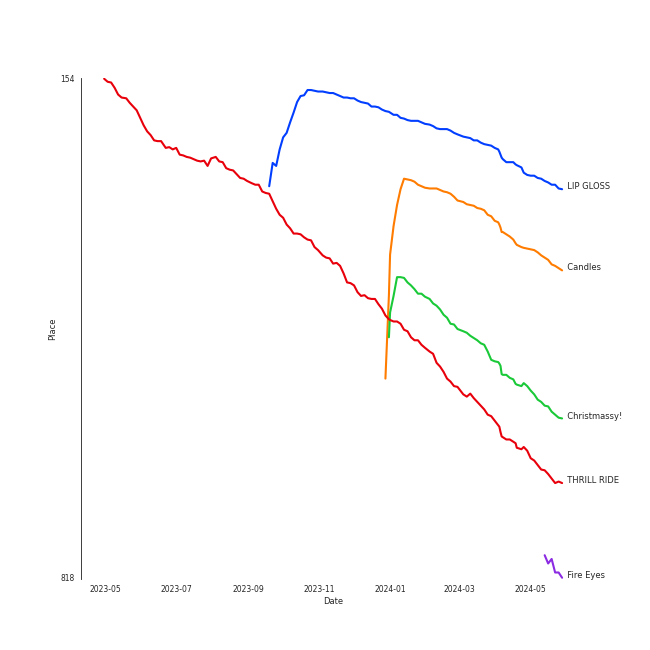 154
LIP GLOSS
Candles
Place
Christmassy!
THRILL RIDE
Fire Eyes
818
2023-05 2023-07 2023-09 2023-11 2024-01 2024-03 2024-05
Date